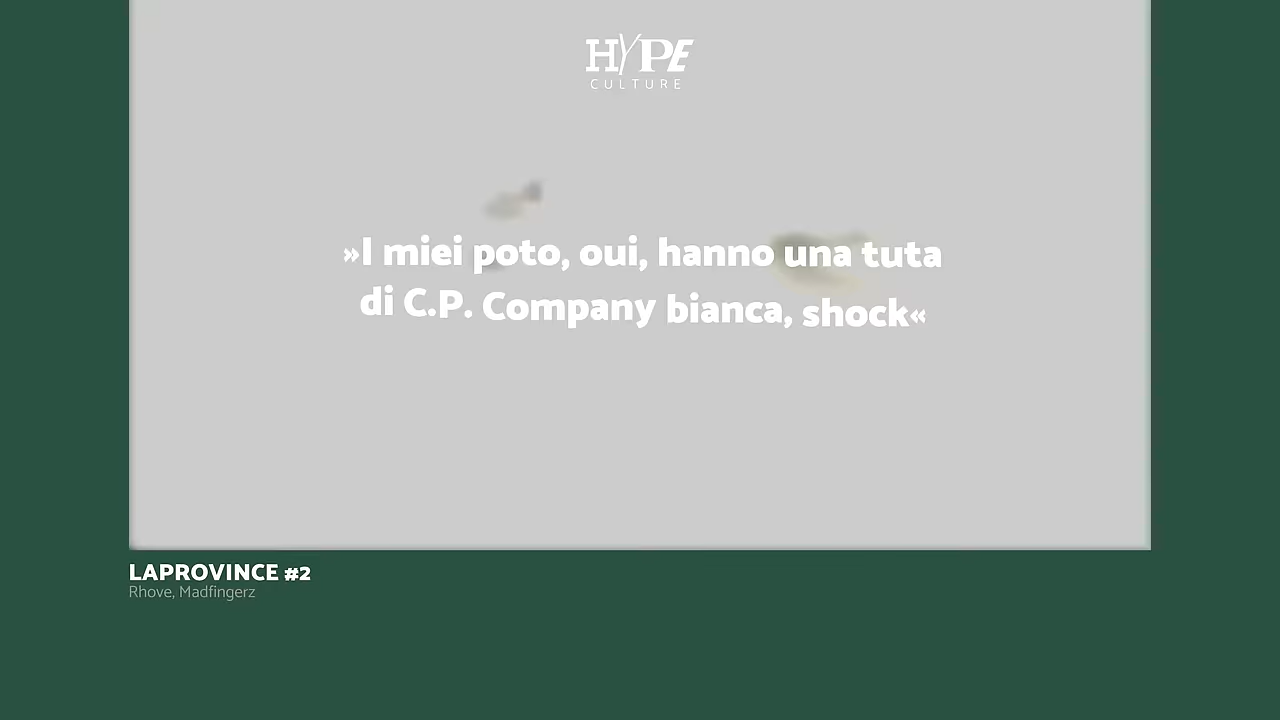 HYPE
CULTURE
»I miei poto, oui, hanno una tuta
di C.P. Company bianca, shock«
LAPROVINCE #2
Rhove, Madfingerz